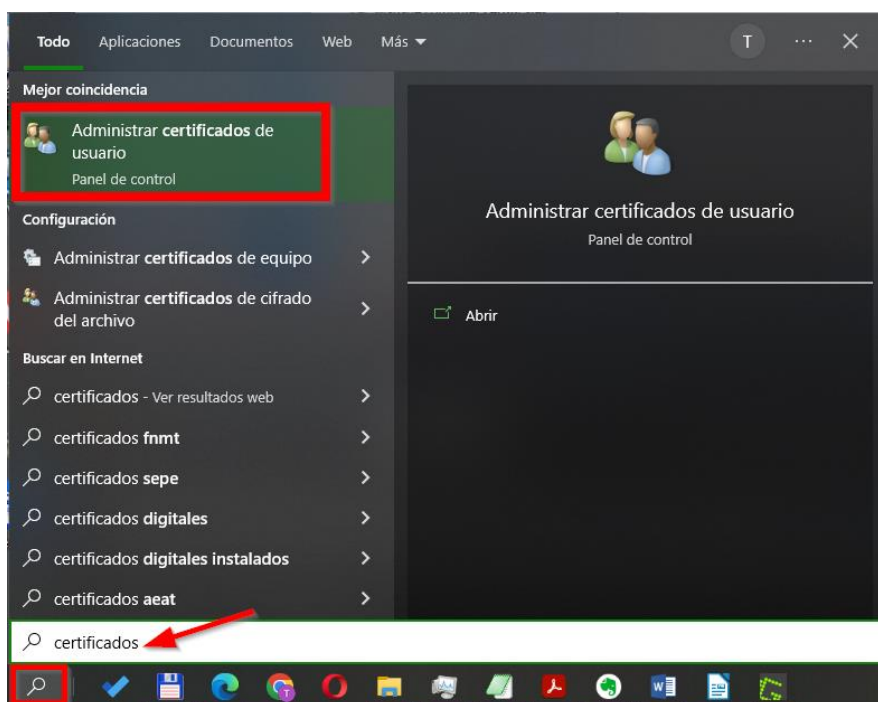 Todo Aplicaciones Documentos Web Más T ...
Mejor coincidencia
Administrar certificados de
usuario
Panel de control
Configuración
Administrar certificados de equipo
Administrar certificados de cifrado
del archivo
Buscar en Internet
certificados - Ver resultados web
certificados fnmt
certificados sepe
certificados digitales
certificados digitales instalados
certificados aeat
certificados
Administrar certificados de usuario
Panel de control
Abrir